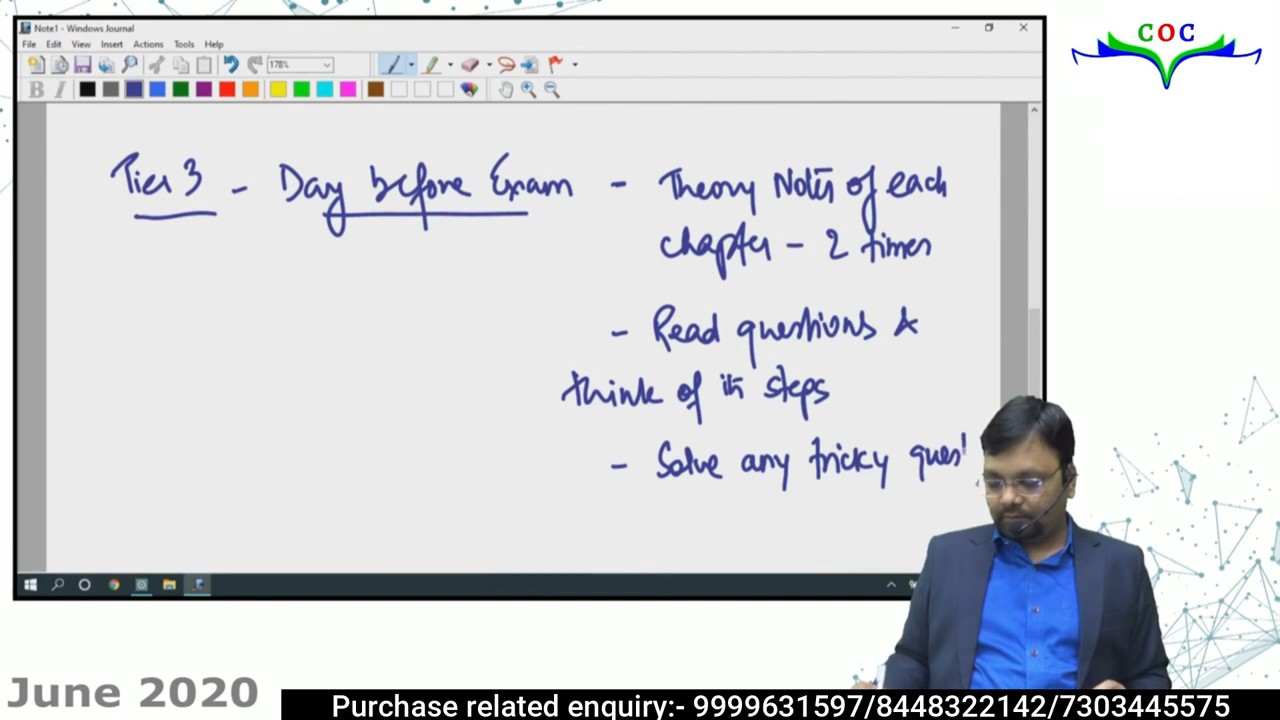 Note1 - Windows Journal
File Edit View Insert Actions Tools Help
178%
B I
COC
Tier 3 - Day before Exam - Theory Notes of each
chapter - 2 times
- Read questions &
think of its steps
- Solve any tricky quest
June 2020
Purchase related enquiry:- 9999631597/8448322142/7303445575